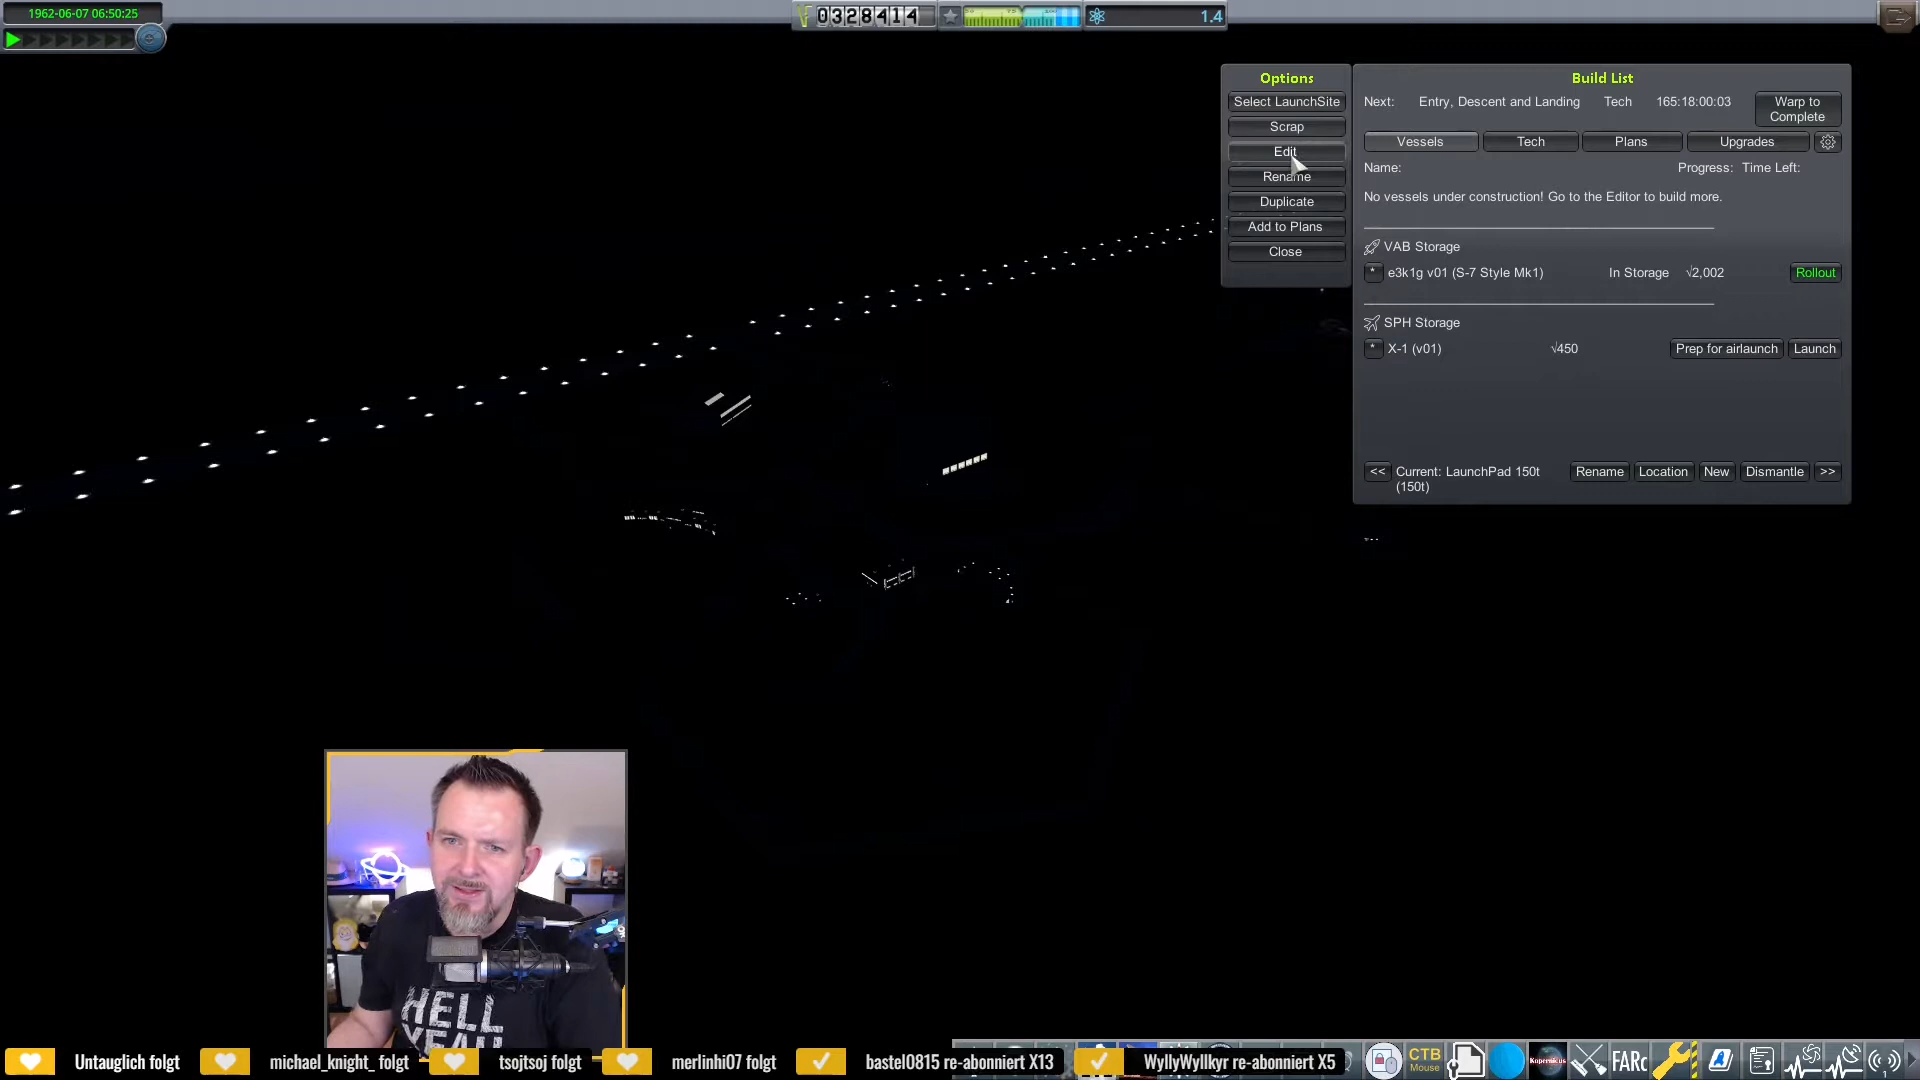 1962-06-07 06:50:25
0328414
50 75 100
1.4
Options
Select LaunchSite
Scrap
Edit
Rename
Duplicate
Add to Plans
Close
Build List
Next: Entry, Descent and Landing Tech 165:18:00:03
Warp to
Complete
Vessels Tech Plans Upgrades
Name: Progress: Time Left:
No vessels under construction! Go to the Editor to build more.
VAB Storage
* e3k1g v01 (S-7 Style Mk1) In Storage √2,002 Rollout
SPH Storage
* X-1 (v01) √450 Prep for airlaunch Launch
<< Current: LaunchPad 150t Rename Location New Dismantle >>
(150t)
HELL
YEAH
Untauglich folgt michael_knight_ folgt tsojtsoj folgt merlinhi07 folgt bastel0815 re-abonniert X13 WyllyWyllkyr re-abonniert X5
CTB
Mouse
Kopernicus
FARc